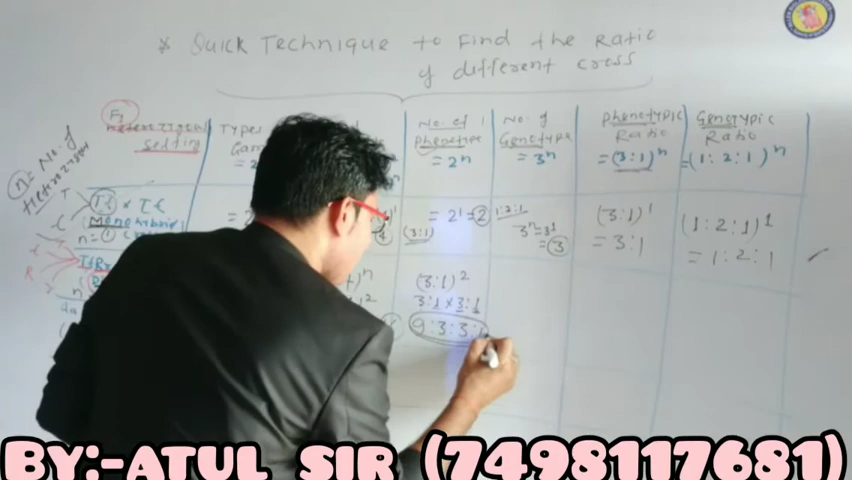 * Quick Technique to Find the Ratio
of different cross
F1
Heterozygous
Selfing
Types
Gam
= 2
No. of
Phenotype
= 2ⁿ
No. of
Genotype
= 3ⁿ
Phenotypic
Ratio
= (3:1)ⁿ
Genotypic
Ratio
= (1:2:1)ⁿ
n = No. of
Tt × Tt
Monohybrid
n = 1
(3:1)
= 2¹ = 2
1:2:1
3ⁿ = 3¹
= 3
(3:1)¹
= 3:1
(1:2:1)¹
= 1:2:1
(3:1)²
3:1 × 3:1
9:3:3:1
BY:-ATUL SIR (7498117681)